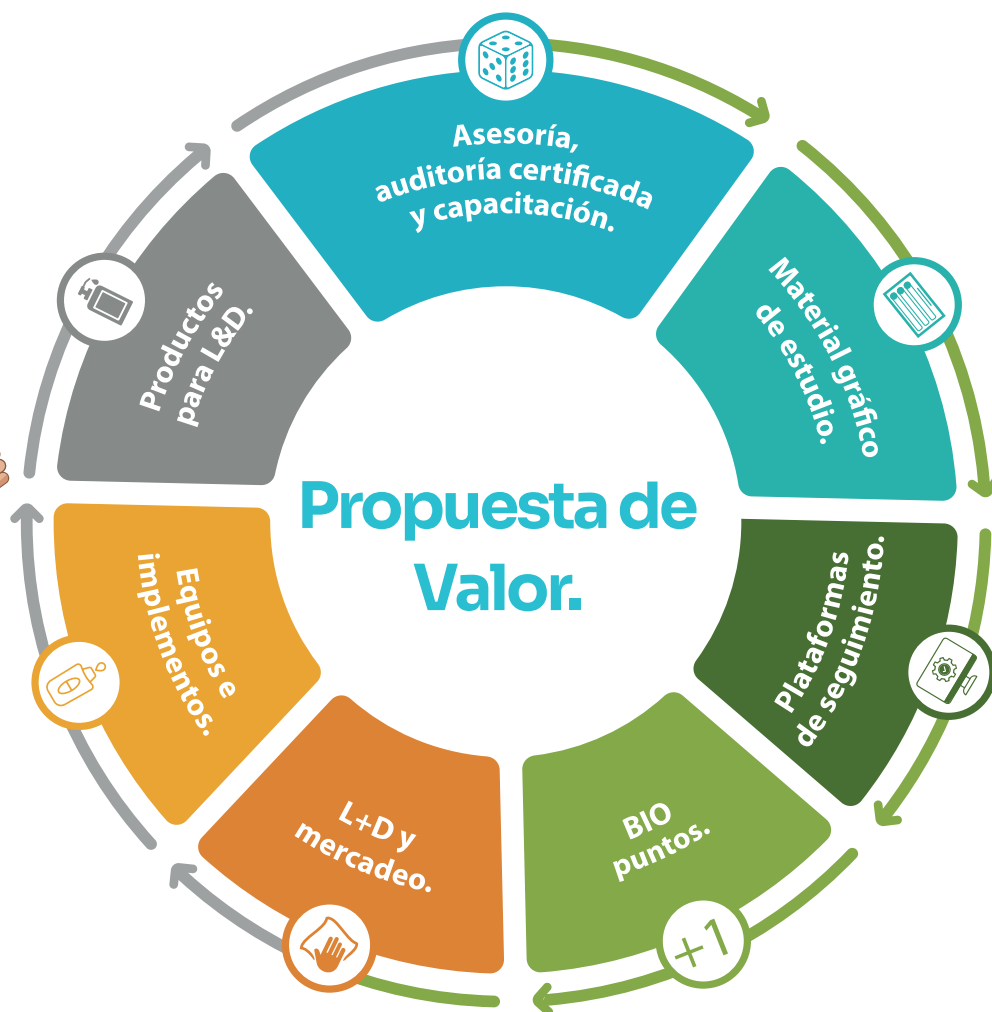 Asesoría,
auditoría certificada
y capacitación.
Material gráfico
de estudio.
Plataformas
de seguimiento.
BIO
puntos.
+1
L+D y
mercadeo.
Equipos e
implementos.
Productos
para L&D.
Propuesta de
Valor.